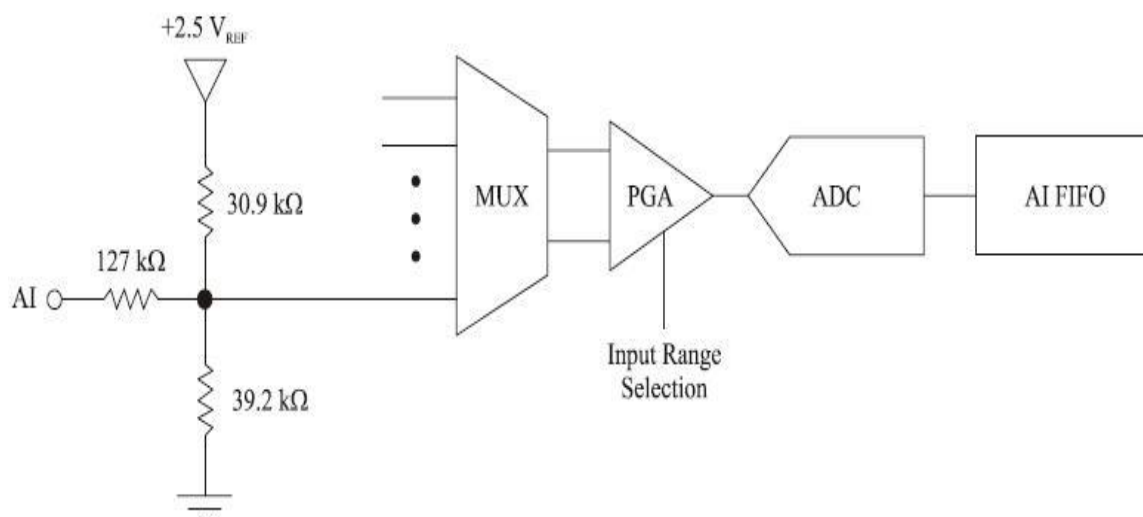 +2.5 VREF
30.9 kΩ
127 kΩ
AI
39.2 kΩ
MUX
PGA
ADC
AI FIFO
Input Range
Selection